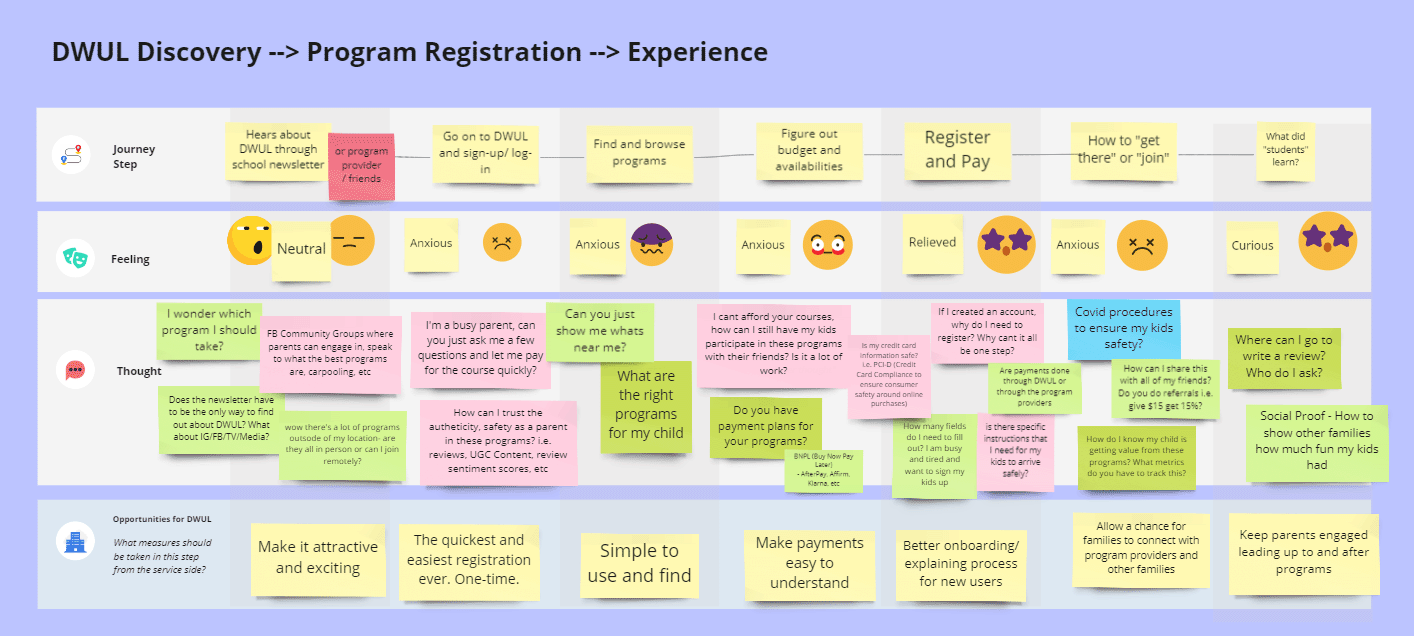 DWUL Discovery --> Program Registration --> Experience
Journey
Step
Hears about
DWUL through
school newsletter
or program
provider
/ friends
Go on to DWUL
and sign-up/ log-
in
Find and browse
programs
Figure out
budget and
availabilities
Register
and Pay
How to "get
there" or "join"
What did
"students"
learn?
Feeling
Neutral
Anxious
Anxious
Anxious
Relieved
Anxious
Curious
Thought
I wonder which
program I should
take?
FB Community Groups where
parents can engage in, speak
to what the best programs
are, carpooling, etc
Does the newsletter have
to be the only way to find
out about DWUL? What
about IG/FB/TV/Media?
wow there's a lot of programs
outsode of my location- are
they all in person or can I join
remotely?
I'm a busy parent, can
you just ask me a few
questions and let me pay
for the course quickly?
How can I trust the
autheticity, safety as a parent
in these programs? i.e.
reviews, UGC Content, review
sentiment scores, etc
Can you just
show me whats
near me?
What are
the right
programs
for my child
I cant afford your courses,
how can I still have my kids
participate in these programs
with their friends? Is it a lot of
work?
Do you have
payment plans for
your programs?
BNPL (Buy Now Pay
Later)
- AfterPay, Affirm,
Klarna, etc
Is my credit card
information safe?
i.e. PCI-D (Credit
Card Compliance to
ensure consumer
safety around online
purchases)
If I created an account,
why do I need to
register? Why cant it all
be one step?
Are payments done
through DWUL or
through the program
providers
How many fields
do I need to fill
out? I am busy
and tired and
want to sign my
kids up
is there specific
instructions that
I need for my
kids to arrive
safely?
Covid procedures
to ensure my kids
safety?
How can I share this
with all of my friends?
Do you do referrals i.e.
give $15 get 15%?
How do I know my child is
getting value from these
programs? What metrics
do you have to track this?
Where can I go to
write a review?
Who do I ask?
Social Proof - How to
show other families
how much fun my kids
had
Opportunities for DWUL
What measures should
be taken in this step
from the service side?
Make it attractive
and exciting
The quickest and
easiest registration
ever. One-time.
Simple to
use and find
Make payments
easy to
understand
Better onboarding/
explaining process
for new users
Allow a chance for
families to connect with
program providers and
other families
Keep parents engaged
leading up to and after
programs